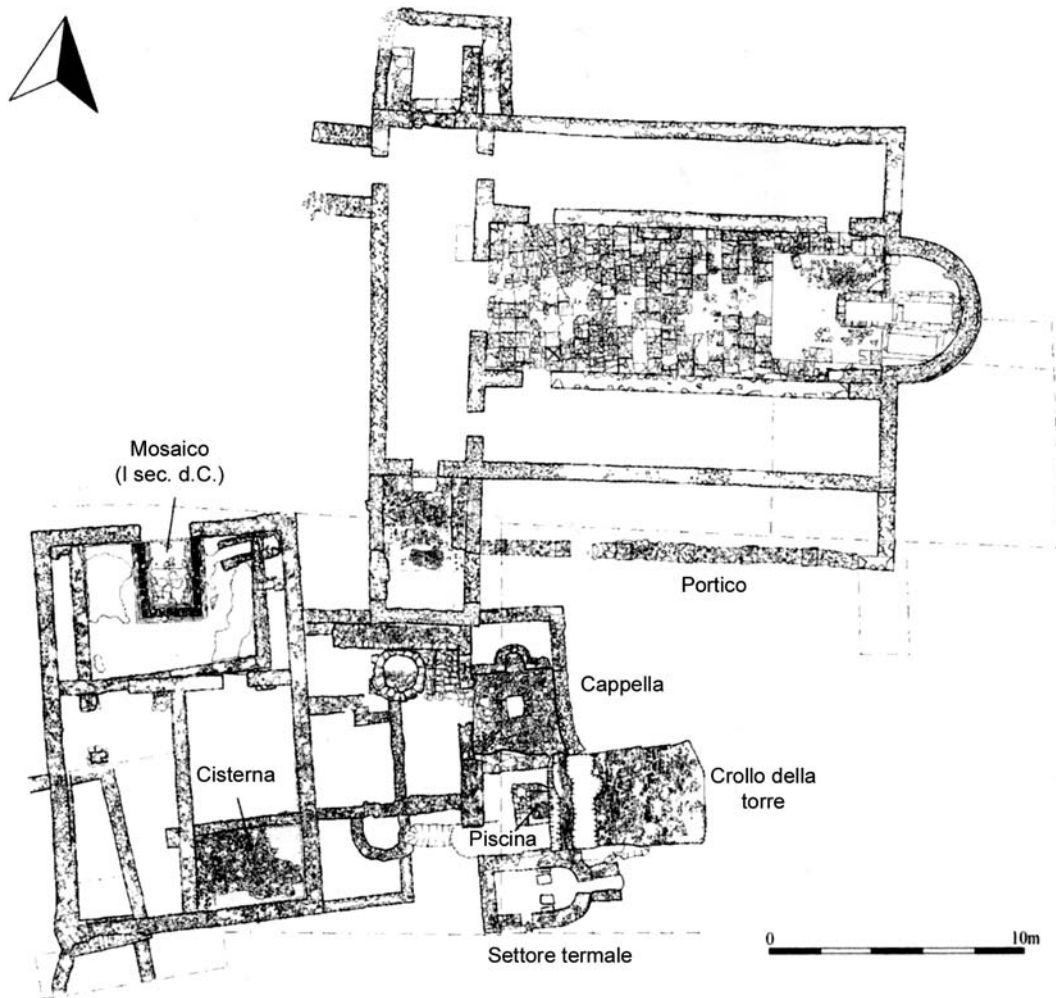 Mosaico
(I sec. d.C.)
Portico
Cappella
Cisterna
Crollo della
torre
Piscina
Settore termale
0 10m